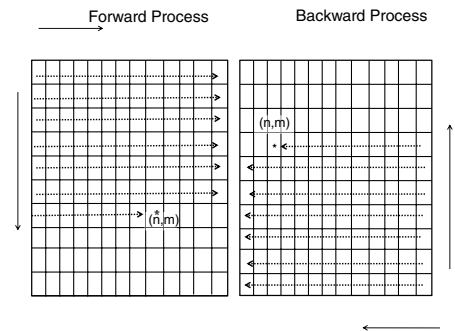 Forward Process
Backward Process
(n,m)
*
*
(n,m)